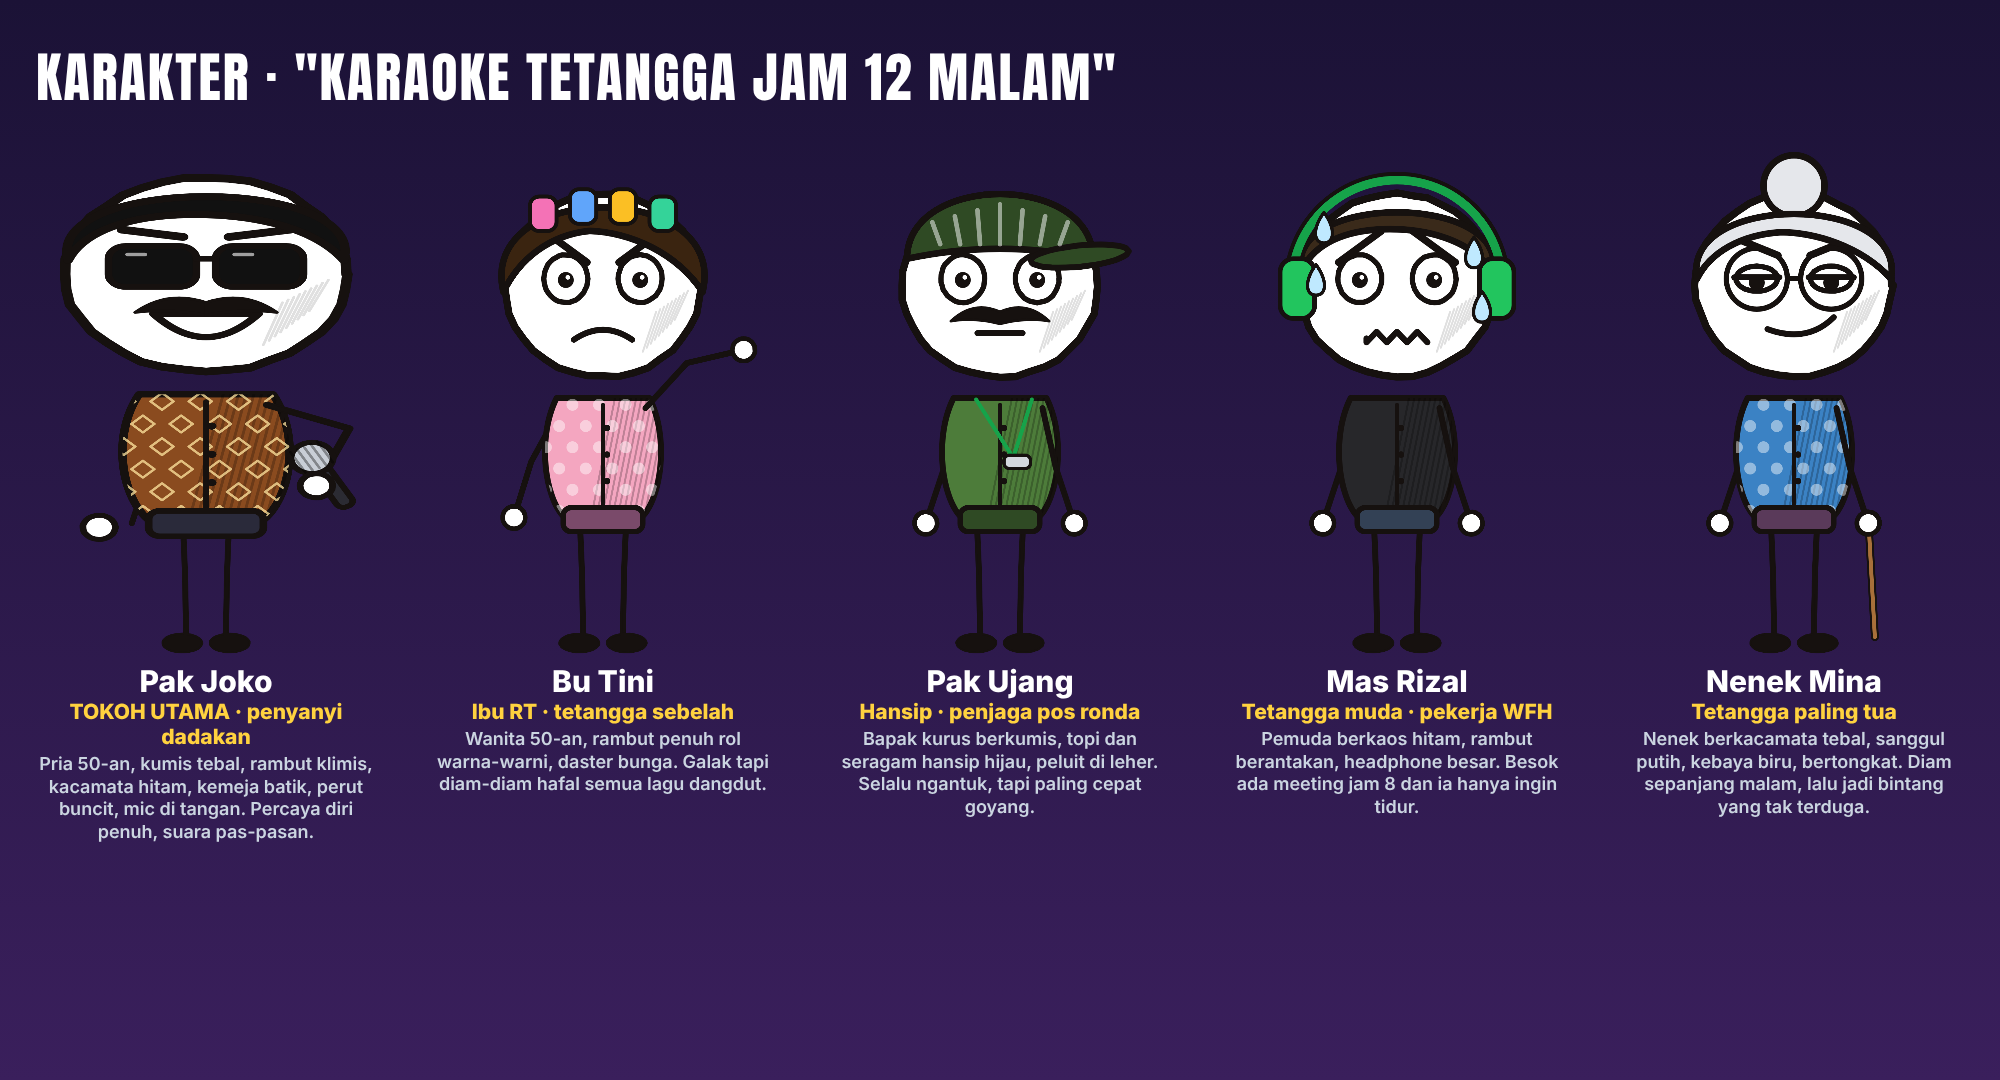 KARAKTER · "KARAOKE TETANGGA JAM 12 MALAM"
Pak Joko
TOKOH UTAMA · penyanyi
dadakan
Pria 50-an, kumis tebal, rambut klimis,
kacamata hitam, kemeja batik, perut
buncit, mic di tangan. Percaya diri
penuh, suara pas-pasan.
Bu Tini
Ibu RT · tetangga sebelah
Wanita 50-an, rambut penuh rol
warna-warni, daster bunga. Galak tapi
diam-diam hafal semua lagu dangdut.
Pak Ujang
Hansip · penjaga pos ronda
Bapak kurus berkumis, topi dan
seragam hansip hijau, peluit di leher.
Selalu ngantuk, tapi paling cepat
goyang.
Mas Rizal
Tetangga muda · pekerja WFH
Pemuda berkaos hitam, rambut
berantakan, headphone besar. Besok
ada meeting jam 8 dan ia hanya ingin
tidur.
Nenek Mina
Tetangga paling tua
Nenek berkacamata tebal, sanggul
putih, kebaya biru, bertongkat. Diam
sepanjang malam, lalu jadi bintang
yang tak terduga.